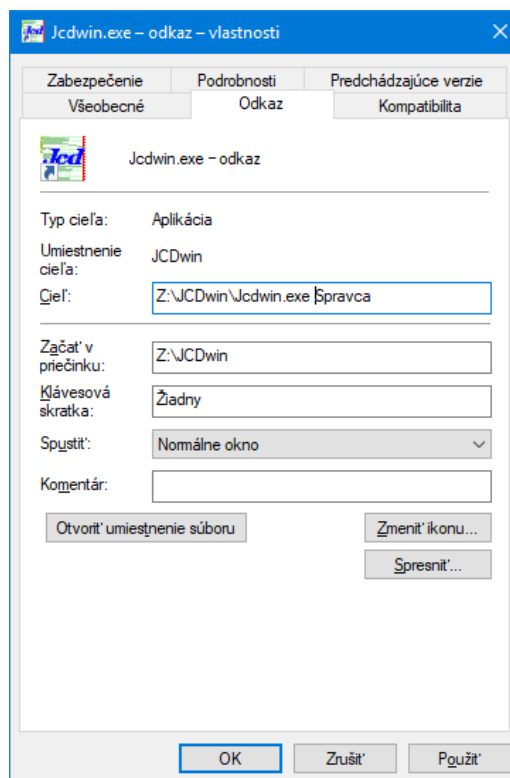 Jcdwin.exe – odkaz – vlastnosti
Zabezpečenie Podrobnosti Predchádzajúce verzie
Všeobecné Odkaz Kompatibilita
Jcd
Jcdwin.exe – odkaz
Typ cieľa: Aplikácia
Umiestnenie cieľa: JCDwin
Cieľ: Z:\JCDwin\Jcdwin.exe Spravca
Začať v priečinku: Z:\JCDwin
Klávesová skratka: Žiadny
Spustiť: Normálne okno
Komentár:
Otvoriť umiestnenie súboru Zmeniť ikonu...
Spresniť...
OK Zrušiť Použiť